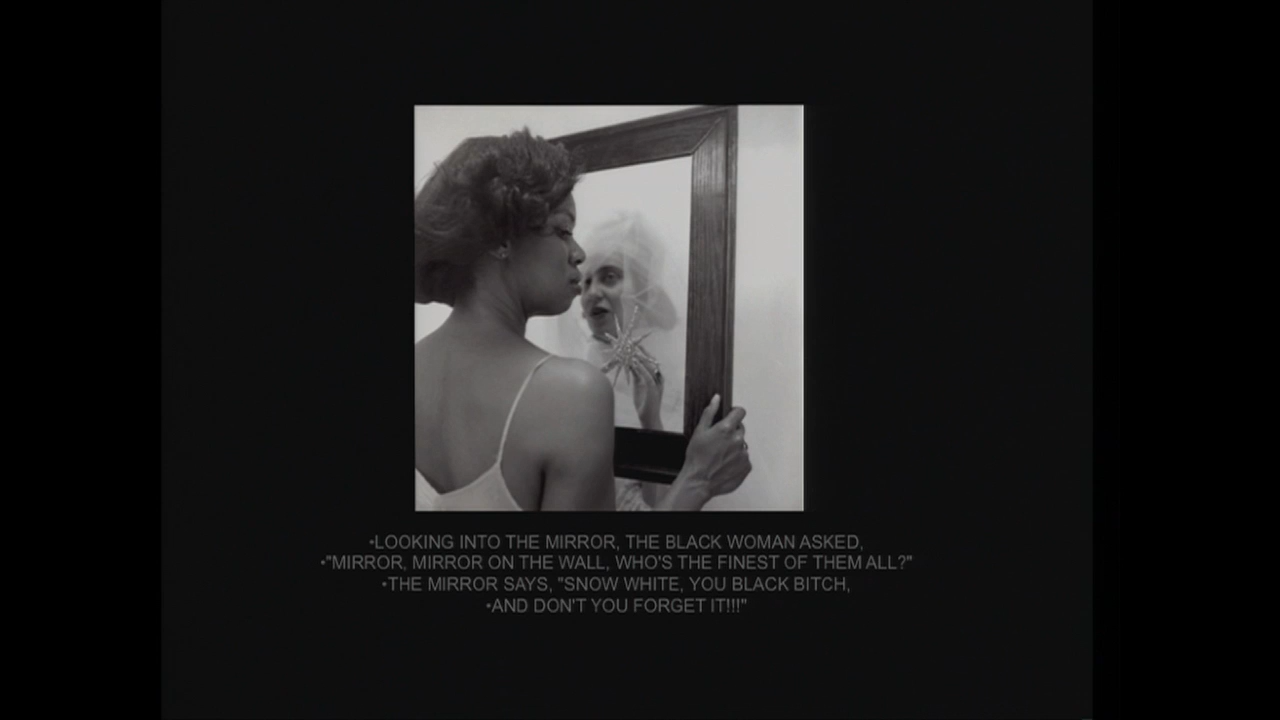 •LOOKING INTO THE MIRROR, THE BLACK WOMAN ASKED,
•"MIRROR, MIRROR ON THE WALL, WHO'S THE FINEST OF THEM ALL?"
•THE MIRROR SAYS, "SNOW WHITE, YOU BLACK BITCH,
•AND DON'T YOU FORGET IT!!!"